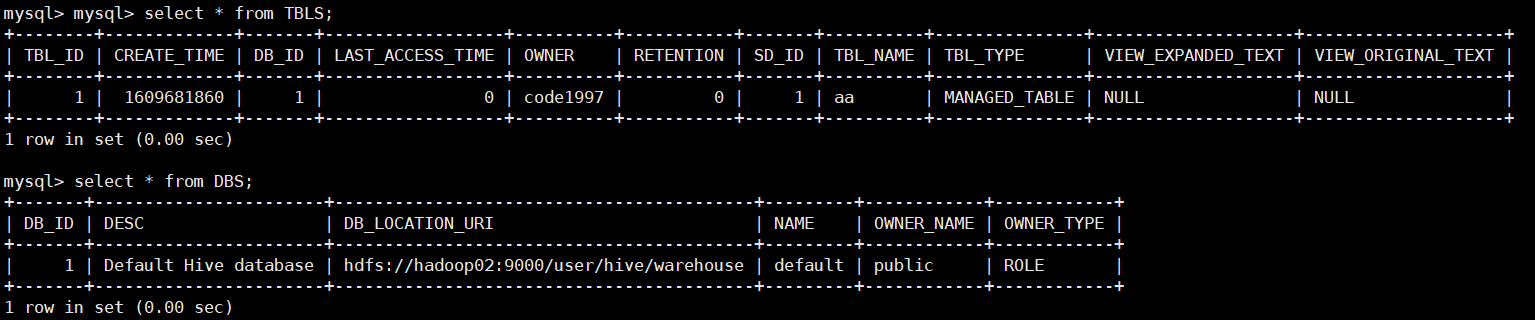 mysql> mysql> select * from TBLS;
+--------+-------------+-------+------------------+----------+-----------+-------+----------+---------------+--------------------+--------------------+
| TBL_ID | CREATE_TIME | DB_ID | LAST_ACCESS_TIME | OWNER    | RETENTION | SD_ID | TBL_NAME | TBL_TYPE      | VIEW_EXPANDED_TEXT | VIEW_ORIGINAL_TEXT |
+--------+-------------+-------+------------------+----------+-----------+-------+----------+---------------+--------------------+--------------------+
|      1 |  1609681860 |     1 |                0 | code1997 |         0 |     1 | aa       | MANAGED_TABLE | NULL               | NULL               |
+--------+-------------+-------+------------------+----------+-----------+-------+----------+---------------+--------------------+--------------------+
1 row in set (0.00 sec)

mysql> select * from DBS;
+-------+-----------------------+----------------------------------------+---------+------------+------------+
| DB_ID | DESC                  | DB_LOCATION_URI                        | NAME    | OWNER_NAME | OWNER_TYPE |
+-------+-----------------------+----------------------------------------+---------+------------+------------+
|     1 | Default Hive database | hdfs://hadoop02:9000/user/hive/warehouse | default | public     | ROLE       |
+-------+-----------------------+----------------------------------------+---------+------------+------------+
1 row in set (0.00 sec)